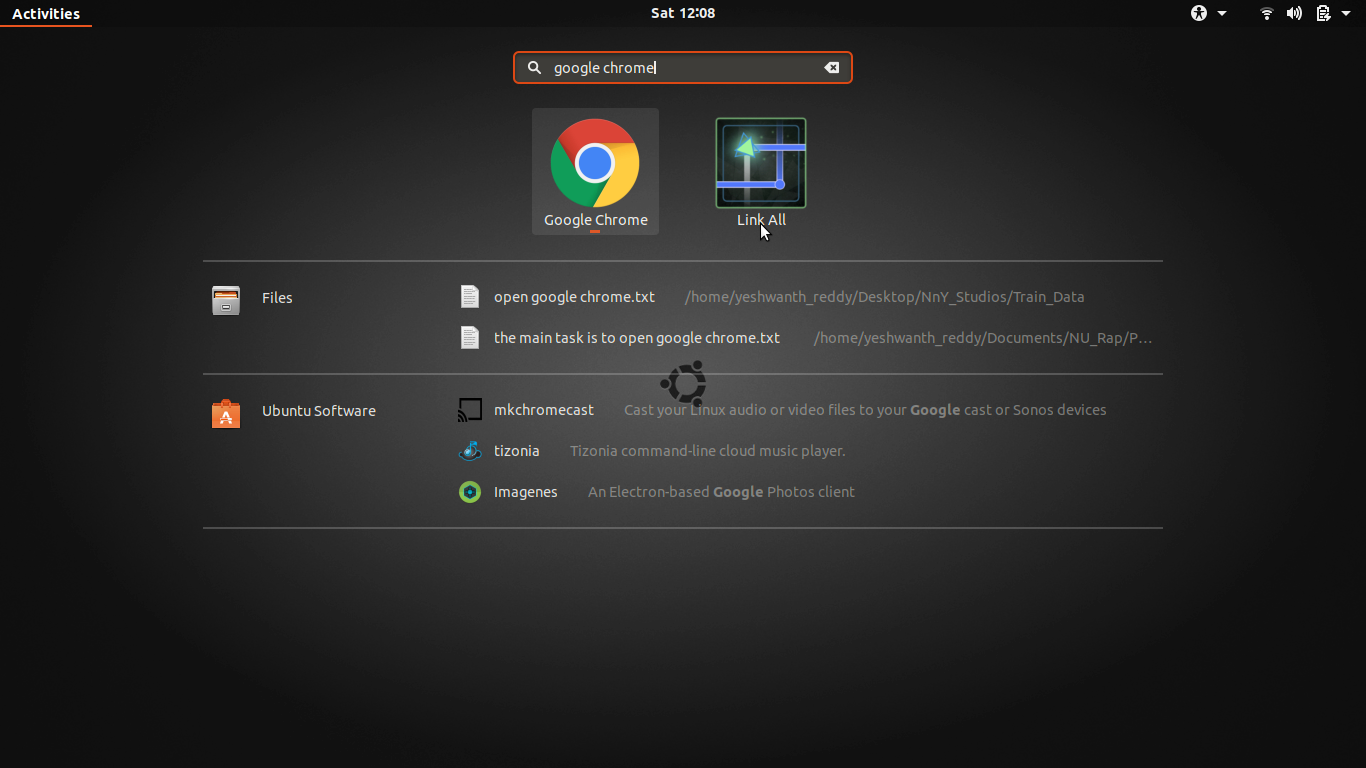 Activities
Sat 12:08
google chrome
Google Chrome
Link All
Files
open google chrome.txt /home/yeshwanth_reddy/Desktop/NnY_Studios/Train_Data
the main task is to open google chrome.txt /home/yeshwanth_reddy/Documents/NU_Rap/P…
Ubuntu Software
mkchromecast Cast your Linux audio or video files to your Google cast or Sonos devices
tizonia Tizonia command-line cloud music player.
Imagenes An Electron-based Google Photos client